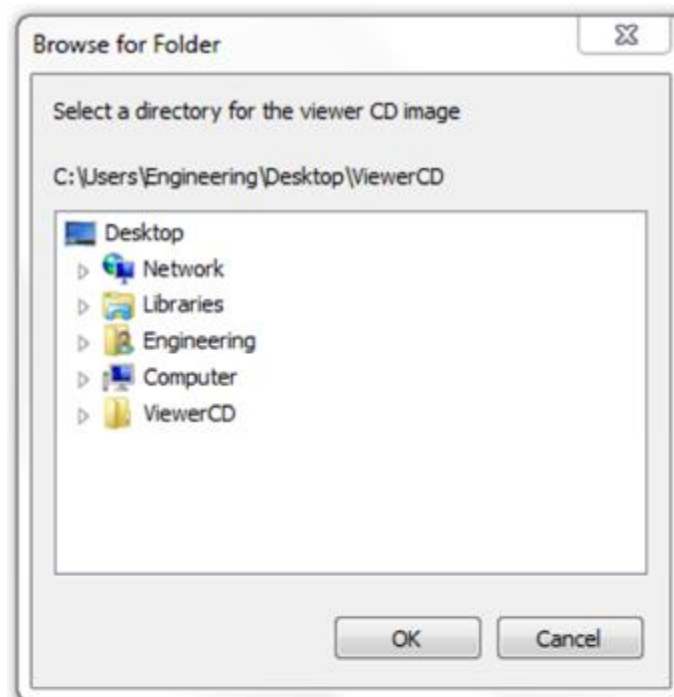 Browse for Folder
Select a directory for the viewer CD image
C:\Users\Engineering\Desktop\ViewerCD
Desktop
Network
Libraries
Engineering
Computer
ViewerCD
OK Cancel